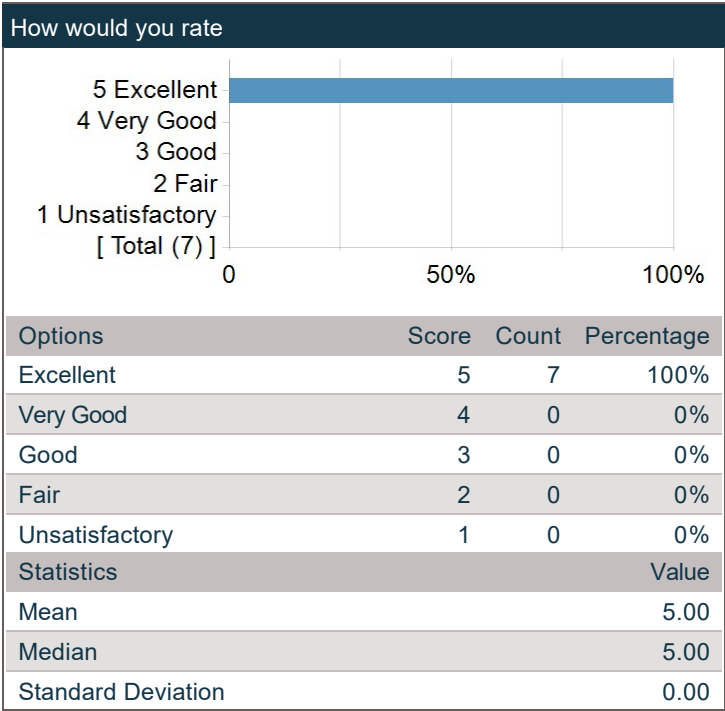 How would you rate
5 Excellent
4 Very Good
3 Good
2 Fair
1 Unsatisfactory
[ Total (7) ]
0 50% 100%
Options Score Count Percentage
Excellent 5 7 100%
Very Good 4 0 0%
Good 3 0 0%
Fair 2 0 0%
Unsatisfactory 1 0 0%
Statistics Value
Mean 5.00
Median 5.00
Standard Deviation 0.00